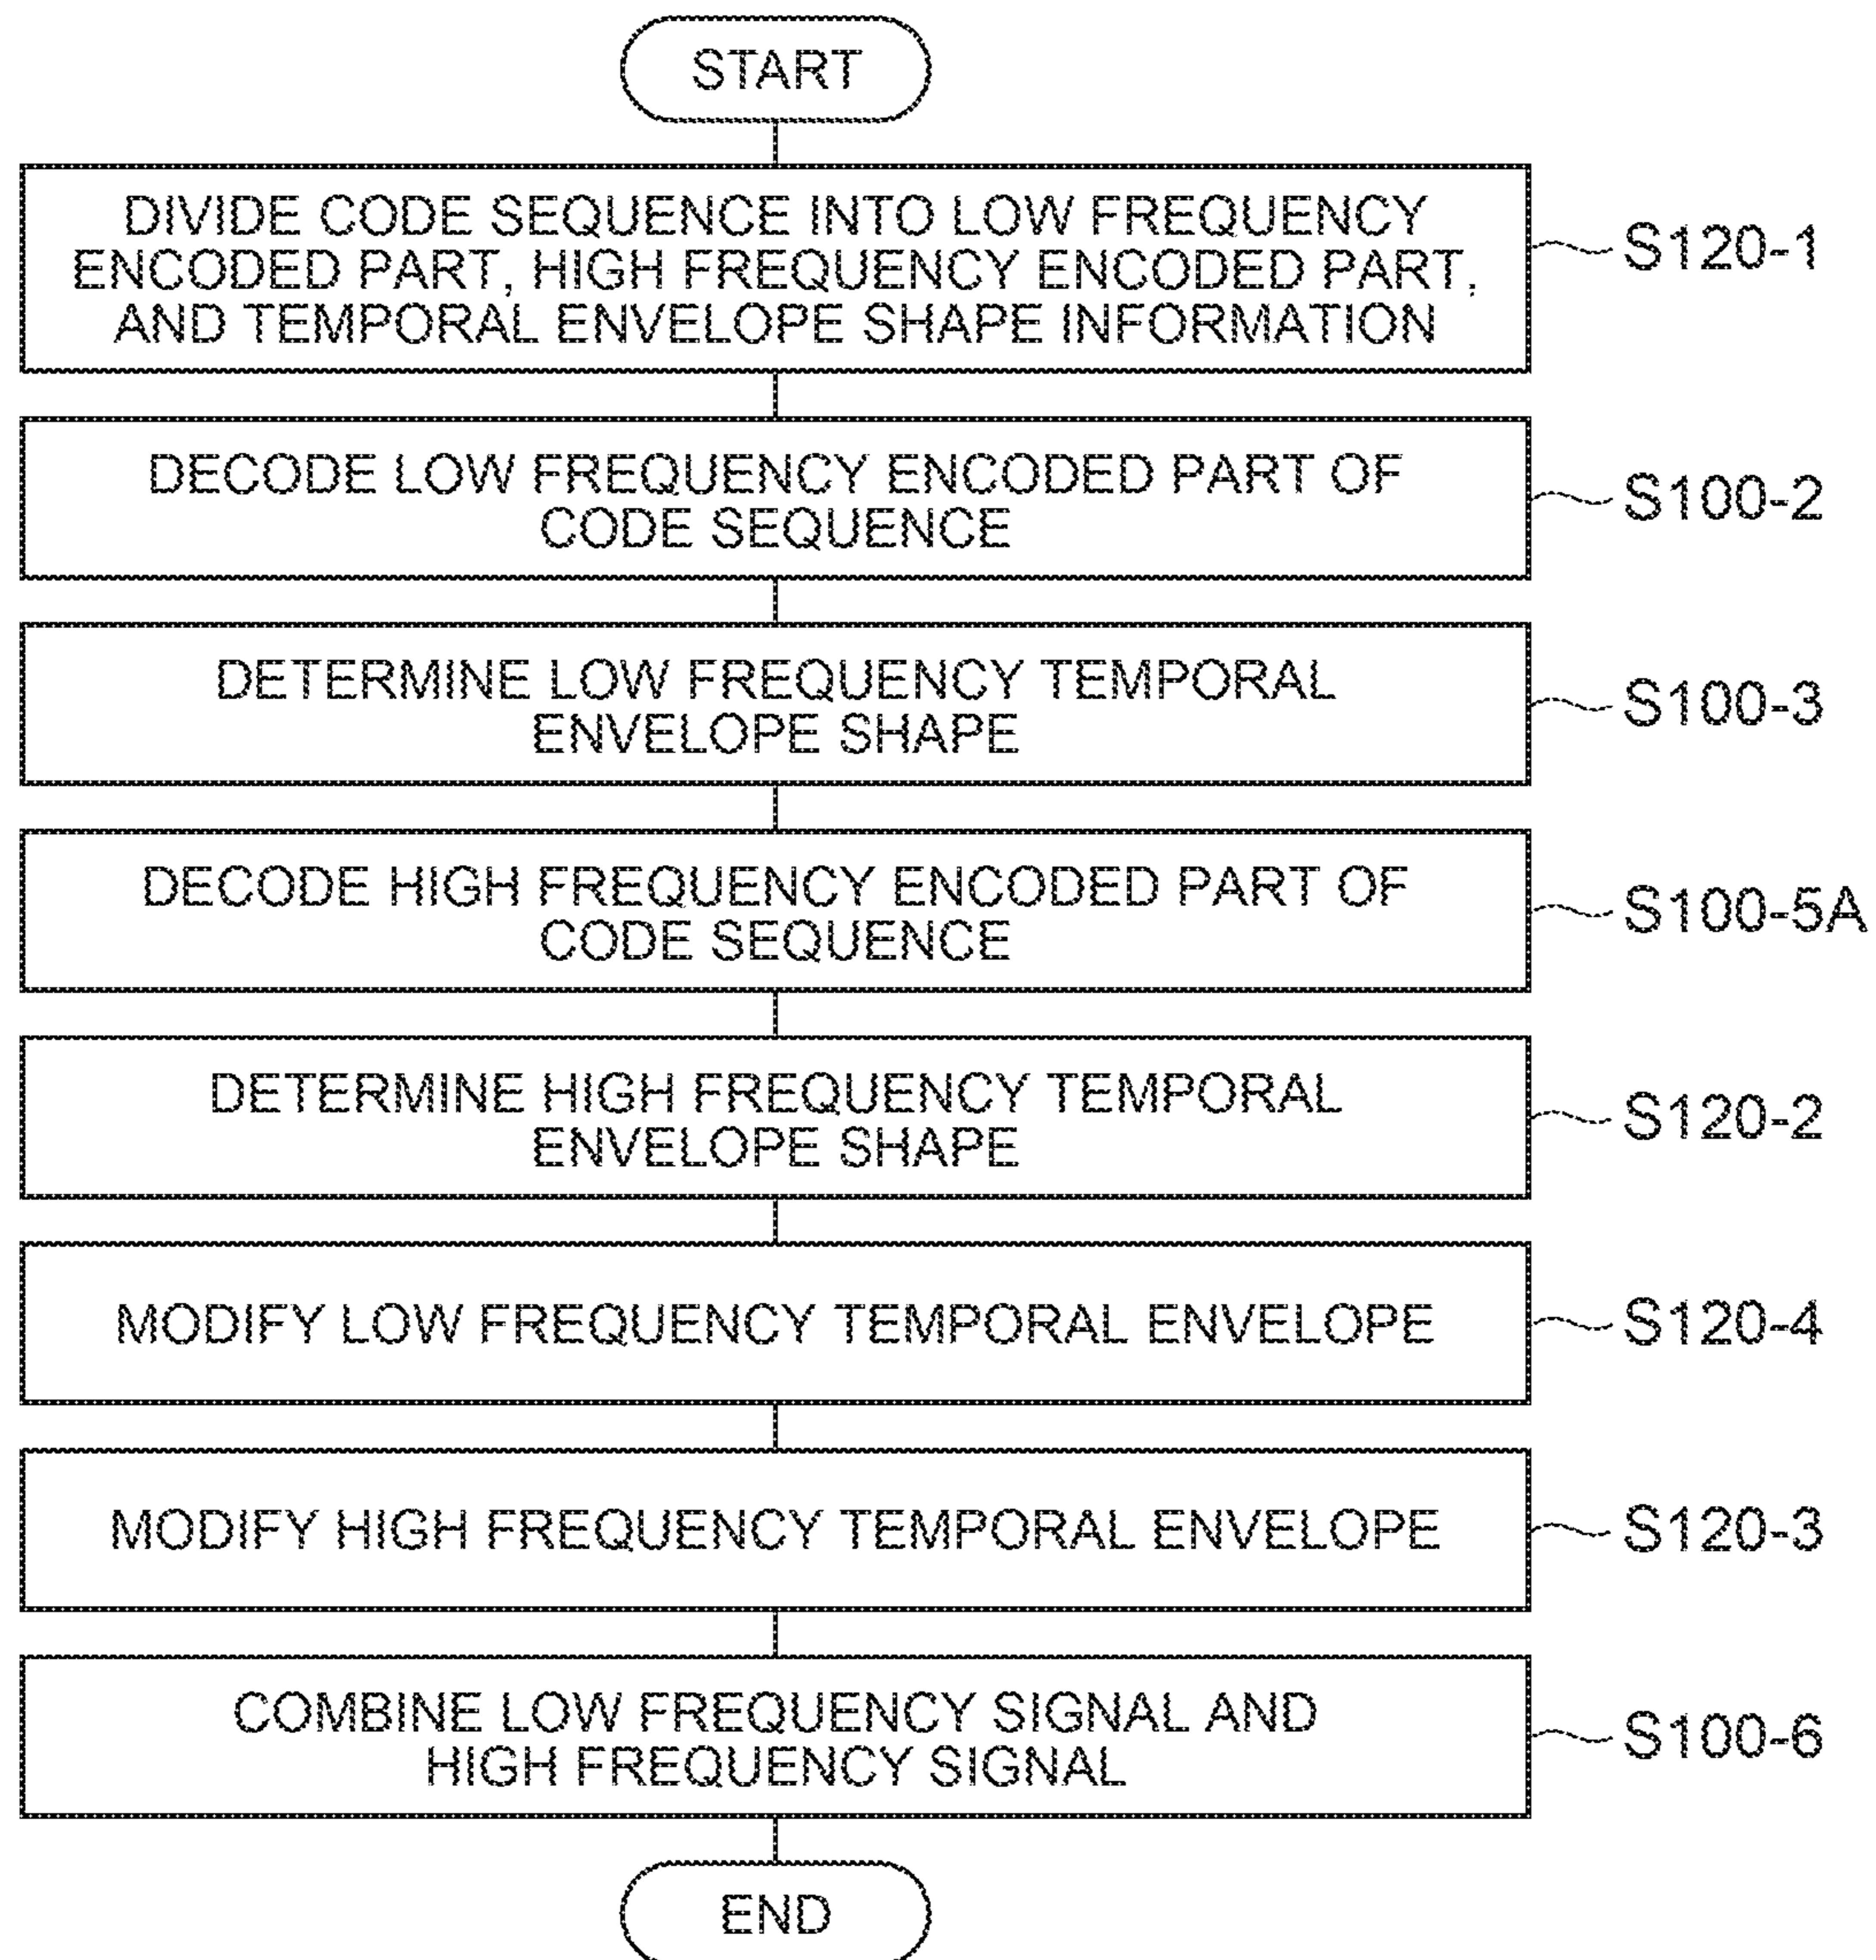 START
DIVIDE CODE SEQUENCE INTO LOW FREQUENCY
ENCODED PART, HIGH FREQUENCY ENCODED PART,
AND TEMPORAL ENVELOPE SHAPE INFORMATION
S120-1
DECODE LOW FREQUENCY ENCODED PART OF
CODE SEQUENCE
S100-2
DETERMINE LOW FREQUENCY TEMPORAL
ENVELOPE SHAPE
S100-3
DECODE HIGH FREQUENCY ENCODED PART OF
CODE SEQUENCE
S100-5A
DETERMINE HIGH FREQUENCY TEMPORAL
ENVELOPE SHAPE
S120-2
MODIFY LOW FREQUENCY TEMPORAL ENVELOPE
S120-4
MODIFY HIGH FREQUENCY TEMPORAL ENVELOPE
S120-3
COMBINE LOW FREQUENCY SIGNAL AND
HIGH FREQUENCY SIGNAL
S100-6
END